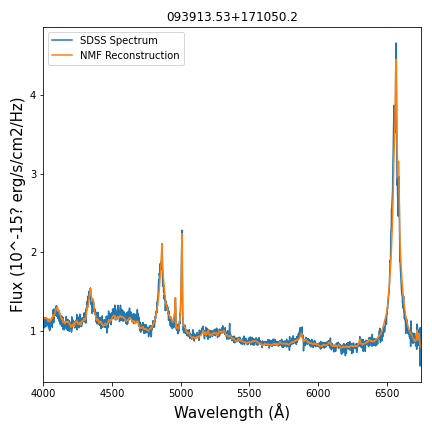 093913.53+171050.2
SDSS Spectrum
NMF Reconstruction
Flux (10^-15? erg/s/cm2/Hz)
4
3
2
1
4000 4500 5000 5500 6000 6500
Wavelength (Å)